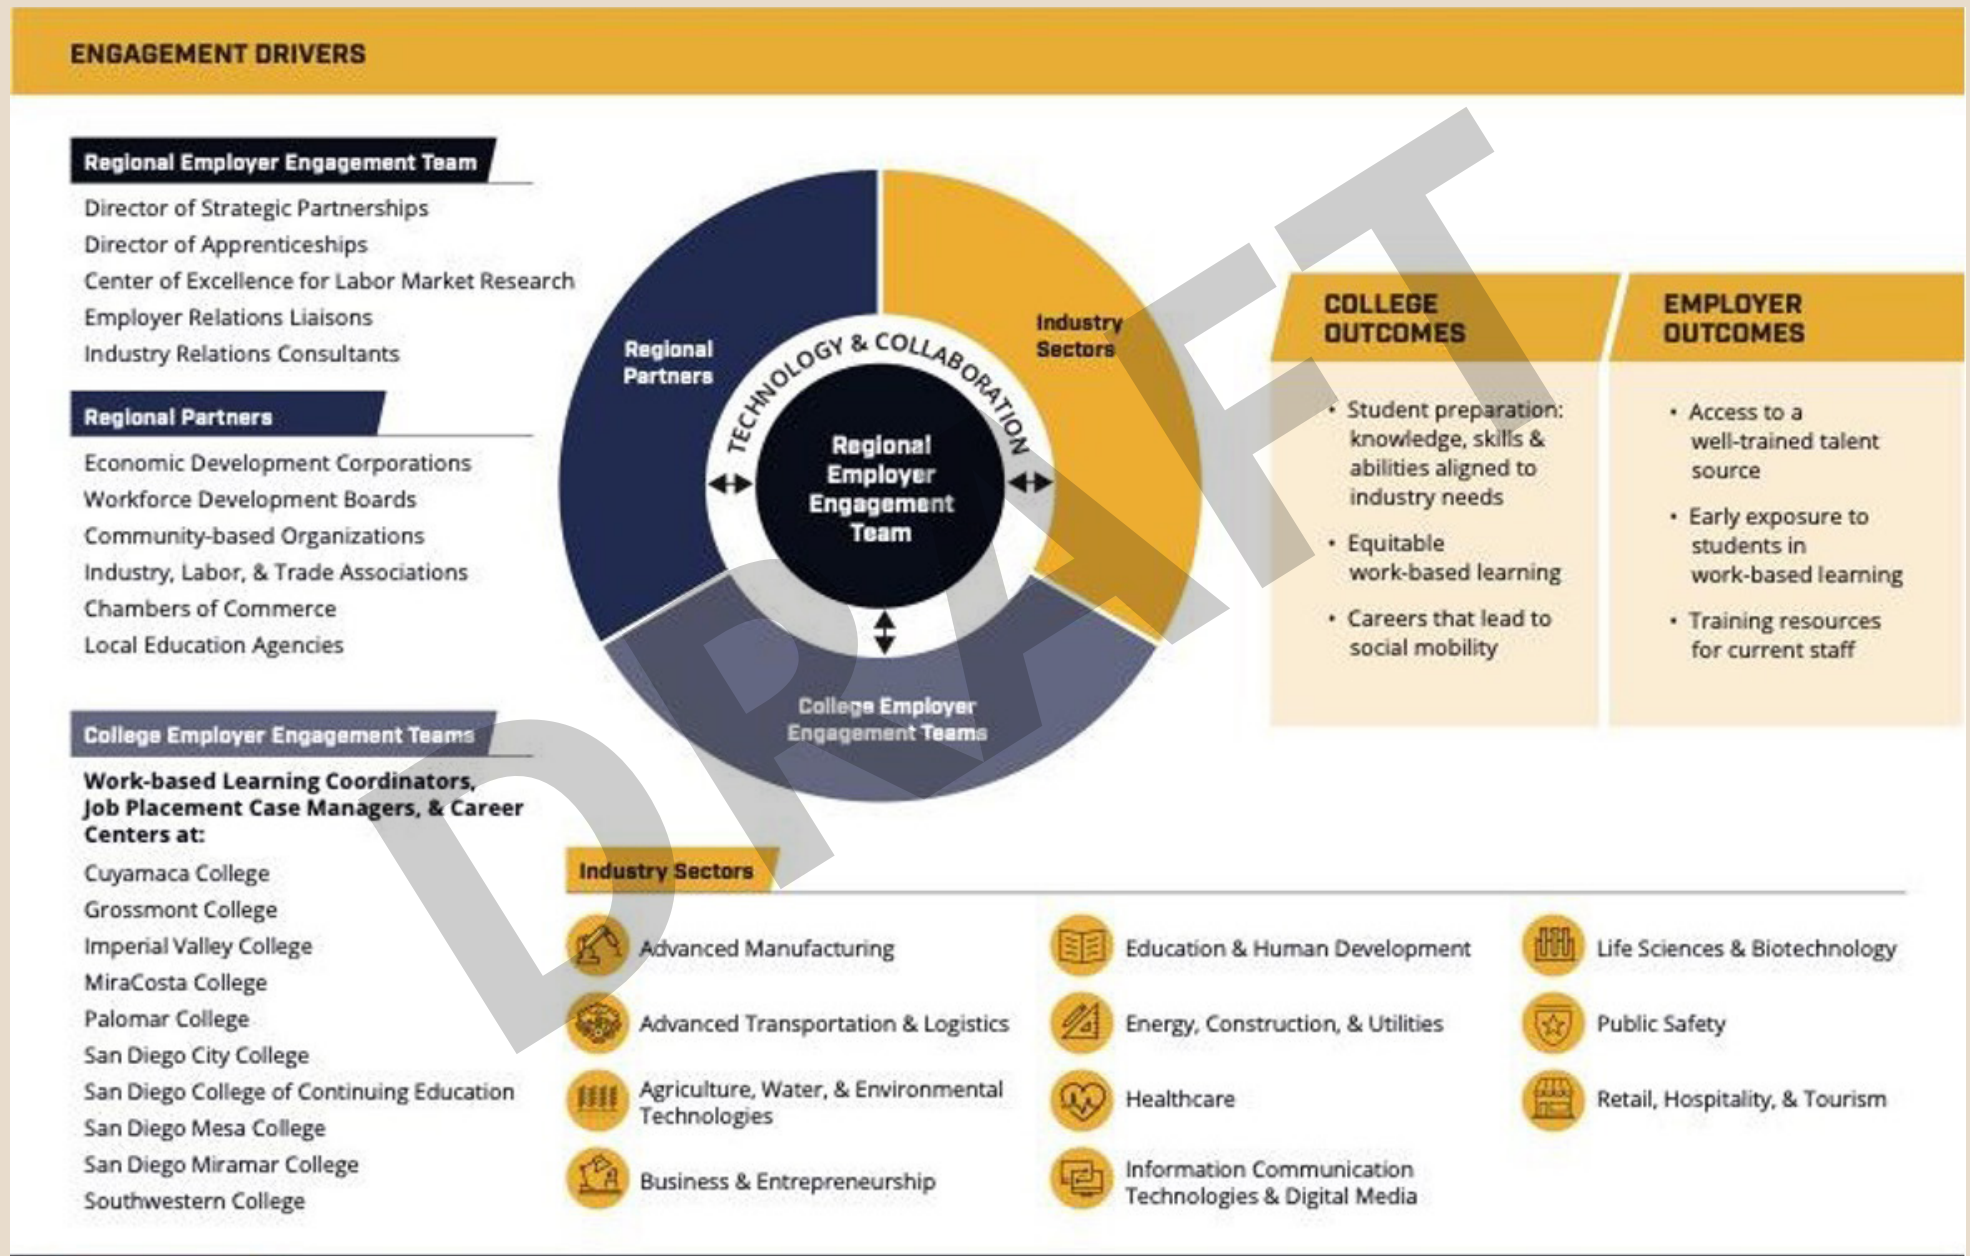 ENGAGEMENT DRIVERS
Regional Employer Engagement Team
Director of Strategic Partnerships
Director of Apprenticeships
Center of Excellence for Labor Market Research
Employer Relations Liaisons
Industry Relations Consultants
Regional Partners
Economic Development Corporations
Workforce Development Boards
Community-based Organizations
Industry, Labor, & Trade Associations
Chambers of Commerce
Local Education Agencies
College Employer Engagement Teams
Work-based Learning Coordinators,
Job Placement Case Managers, & Career
Centers at:
Cuyamaca College
Grossmont College
Imperial Valley College
MiraCosta College
Palomar College
San Diego City College
San Diego College of Continuing Education
San Diego Mesa College
San Diego Miramar College
Southwestern College
Regional
Partners
Industry
Sectors
TECHNOLOGY & COLLABORATION
Regional
Employer
Engagement
Team
College Employer
Engagement Teams
COLLEGE
OUTCOMES
• Student preparation:
knowledge, skills &
abilities aligned to
industry needs
• Equitable
work-based learning
• Careers that lead to
social mobility
EMPLOYER
OUTCOMES
• Access to a
well-trained talent
source
• Early exposure to
students in
work-based learning
• Training resources
for current staff
Industry Sectors
Advanced Manufacturing
Advanced Transportation & Logistics
Agriculture, Water, & Environmental
Technologies
Business & Entrepreneurship
Education & Human Development
Energy, Construction, & Utilities
Healthcare
Information Communication
Technologies & Digital Media
Life Sciences & Biotechnology
Public Safety
Retail, Hospitality, & Tourism
DRAFT